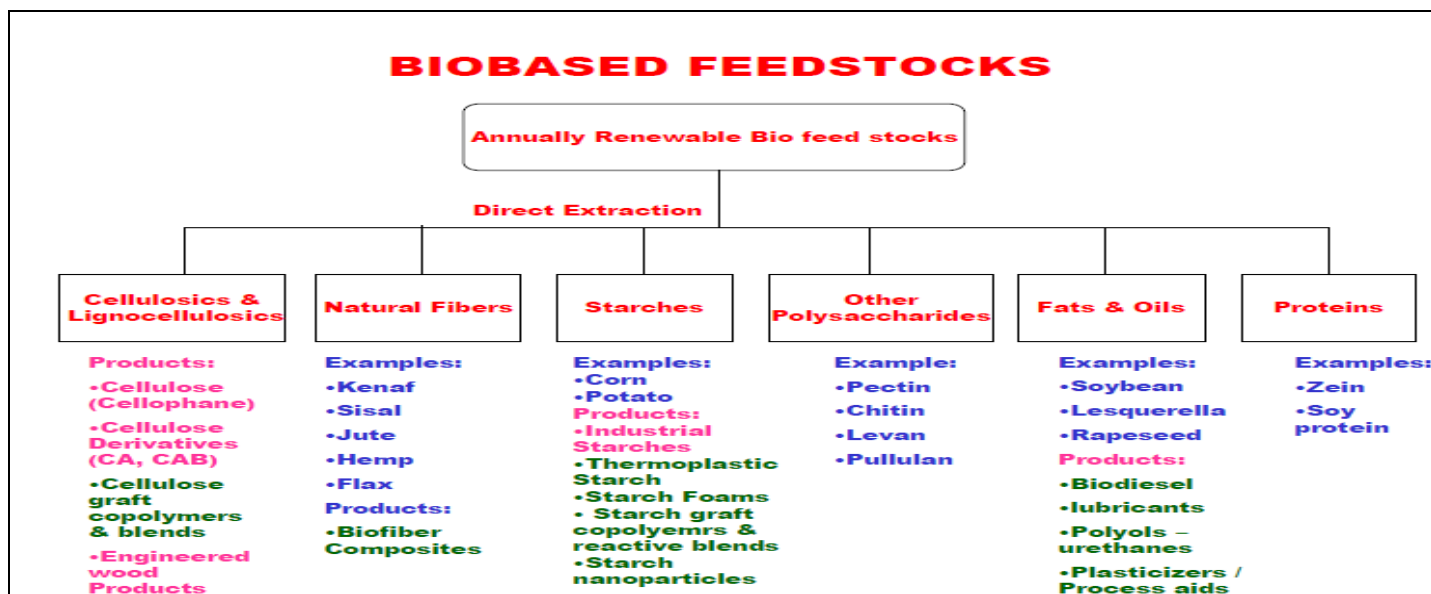 BIOBASED FEEDSTOCKS
Annually Renewable Bio feed stocks
Direct Extraction
Cellulosics &
Lignocellulosics
Products:
•Cellulose
(Cellophane)
•Cellulose
Derivatives
(CA, CAB)
•Cellulose
graft
copolymers
& blends
•Engineered
wood
Products
Natural Fibers
Examples:
•Kenaf
•Sisal
•Jute
•Hemp
•Flax
Products:
•Biofiber
Composites
Starches
Examples:
•Corn
•Potato
Products:
•Industrial
Starches
•Thermoplastic
Starch
•Starch Foams
• Starch graft
copolyemrs &
reactive blends
•Starch
nanoparticles
Other
Polysaccharides
Example:
•Pectin
•Chitin
•Levan
•Pullulan
Fats & Oils
Examples:
•Soybean
•Lesquerella
•Rapeseed
Products:
•Biodiesel
•lubricants
•Polyols –
urethanes
•Plasticizers /
Process aids
Proteins
Examples:
•Zein
•Soy
protein